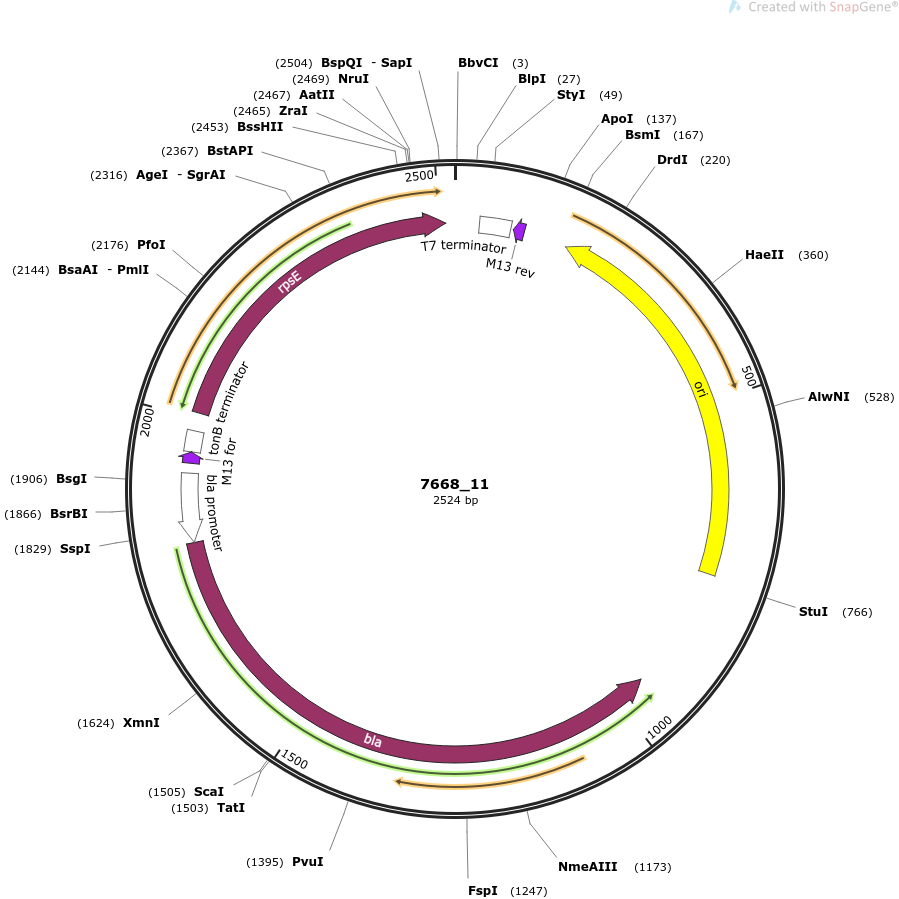 Created with SnapGene®
(2504) BspQI - SapI
(2469) NruI
(2467) AatII
(2465) ZraI
(2453) BssHII
(2367) BstAPI
(2316) AgeI - SgrAI
(2176) PfoI
(2144) BsaAI - PmlI
(1906) BsgI
(1866) BsrBI
(1829) SspI
(1624) XmnI
(1505) ScaI
(1503) TatI
(1395) PvuI
BbvCI (3)
BlpI (27)
StyI (49)
ApoI (137)
BsmI (167)
DrdI (220)
HaeII (360)
AlwNI (528)
StuI (766)
NmeAIII (1173)
FspI (1247)
2500
500
1000
1500
2000
T7 terminator
M13 rev
ori
rpsE
tonB terminator
M13 for
bla promoter
bla
7668_11
2524 bp